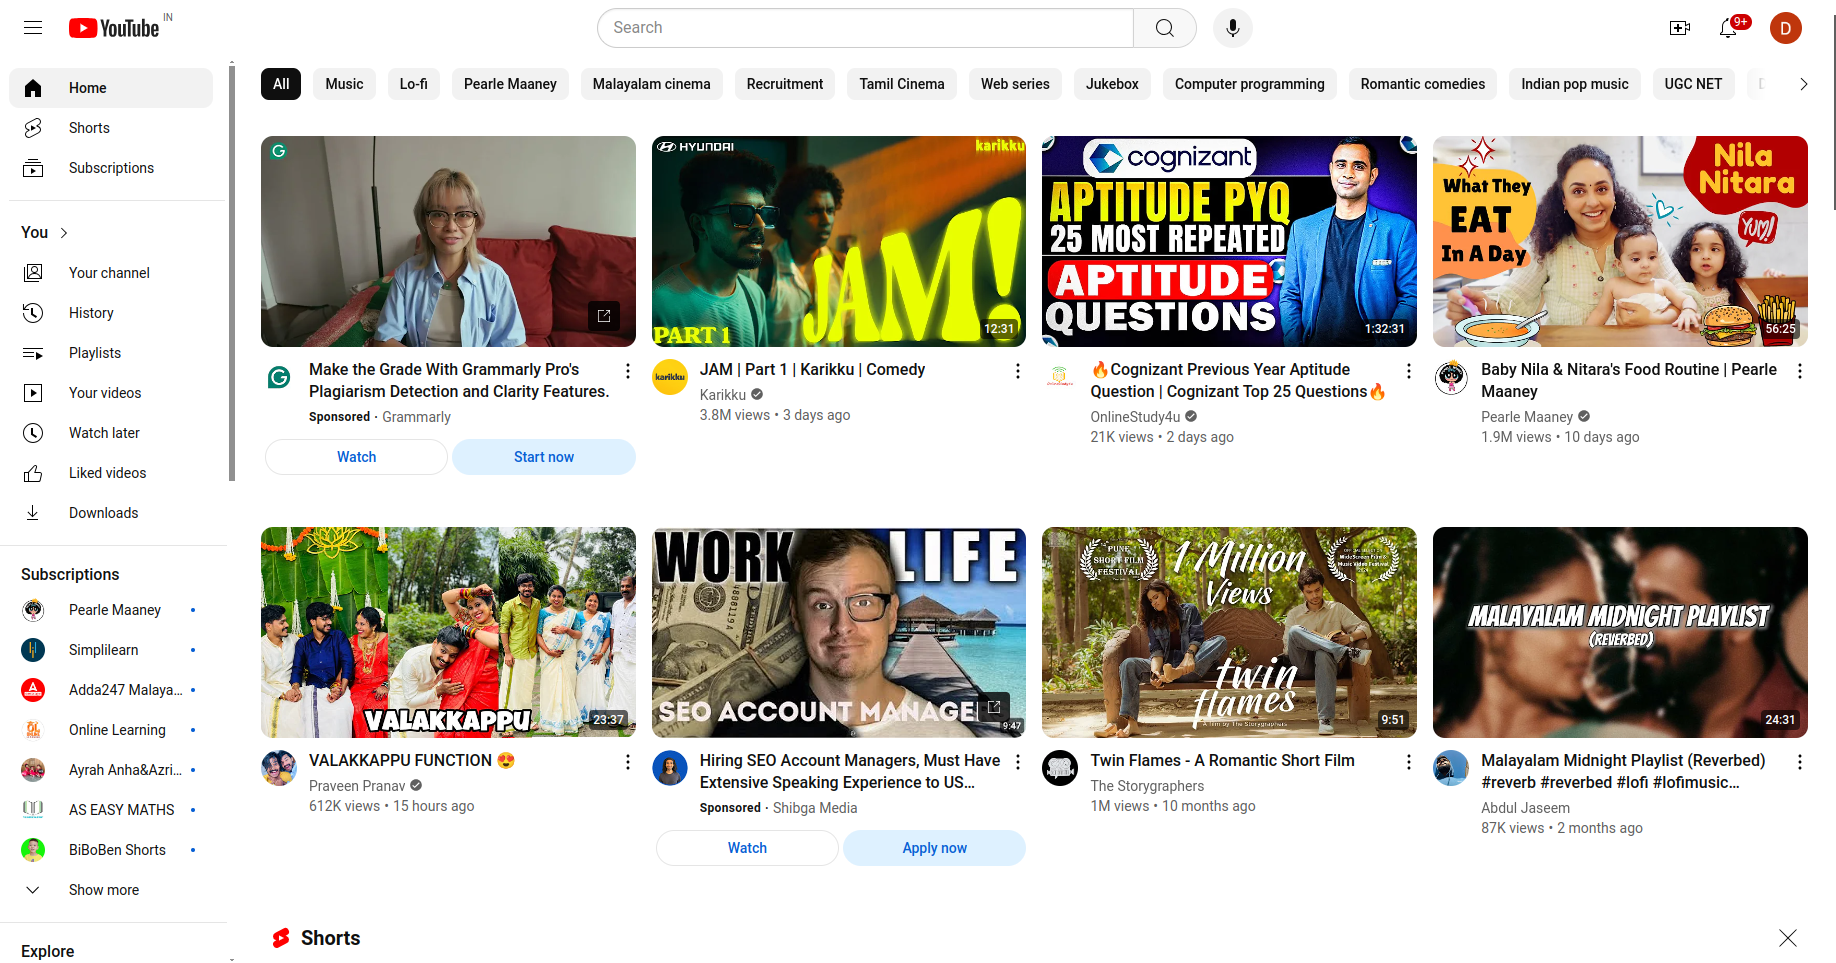 YouTube IN
Search
9+
D
Home
Shorts
Subscriptions
You
Your channel
History
Playlists
Your videos
Watch later
Liked videos
Downloads
Subscriptions
Pearle Maaney
Simplilearn
Adda247 Malaya...
Online Learning
Ayrah Anha&Azri...
AS EASY MATHS
BiBoBen Shorts
Show more
Explore
All
Music
Lo-fi
Pearle Maaney
Malayalam cinema
Recruitment
Tamil Cinema
Web series
Jukebox
Computer programming
Romantic comedies
Indian pop music
UGC NET
Make the Grade With Grammarly Pro's
Plagiarism Detection and Clarity Features.
Sponsored · Grammarly
Watch
Start now
HYUNDAI
karikku
JAM!
PART 1
12:31
karikku
JAM | Part 1 | Karikku | Comedy
Karikku
3.8M views • 3 days ago
cognizant
APTITUDE PYQ
25 MOST REPEATED
APTITUDE
QUESTIONS
1:32:31
🔥Cognizant Previous Year Aptitude
Question | Cognizant Top 25 Questions🔥
OnlineStudy4u
21K views • 2 days ago
What They
EAT
In A Day
Nila
Nitara
YUM!
56:25
Baby Nila & Nitara's Food Routine | Pearle
Maaney
Pearle Maaney
1.9M views • 10 days ago
VALAKKAPPU
23:37
VALAKKAPPU FUNCTION 😍
Praveen Pranav
612K views • 15 hours ago
WORK LIFE
SEO ACCOUNT MANAGE
9:47
Hiring SEO Account Managers, Must Have
Extensive Speaking Experience to US...
Sponsored · Shibga Media
Watch
Apply now
PUNE
SHORT FILM
FESTIVAL
1 Million
Views
twin
flames
A film by The Storygraphers
9:51
Twin Flames - A Romantic Short Film
The Storygraphers
1M views • 10 months ago
MALAYALAM MIDNIGHT PLAYLIST
(REVERBED)
24:31
Malayalam Midnight Playlist (Reverbed)
#reverb #reverbed #lofi #lofimusic...
Abdul Jaseem
87K views • 2 months ago
Shorts